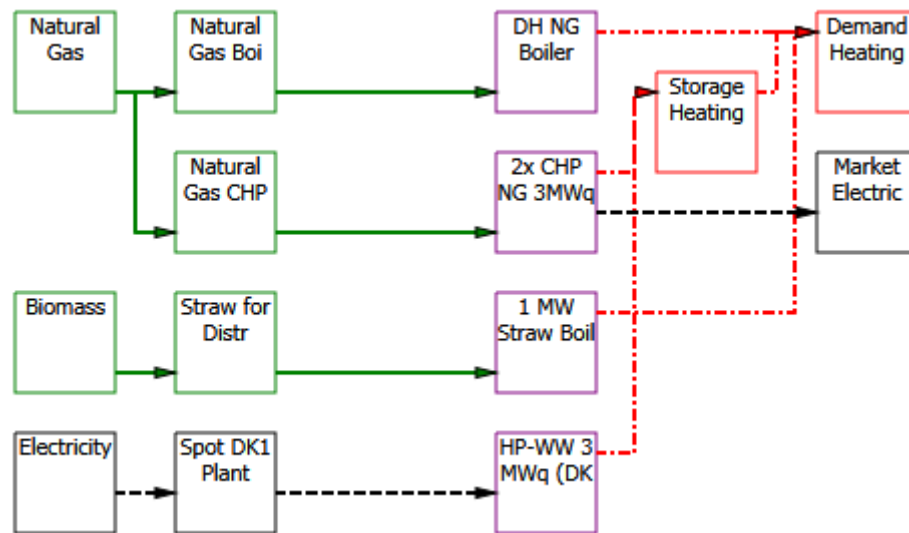 Natural
Gas
Natural
Gas Boi
DH NG
Boiler
Demand
Heating
Storage
Heating
Natural
Gas CHP
2x CHP
NG 3MWq
Market
Electric
Biomass
Straw for
Distr
1 MW
Straw Boil
Electricity
Spot DK1
Plant
HP-WW 3
MWq (DK